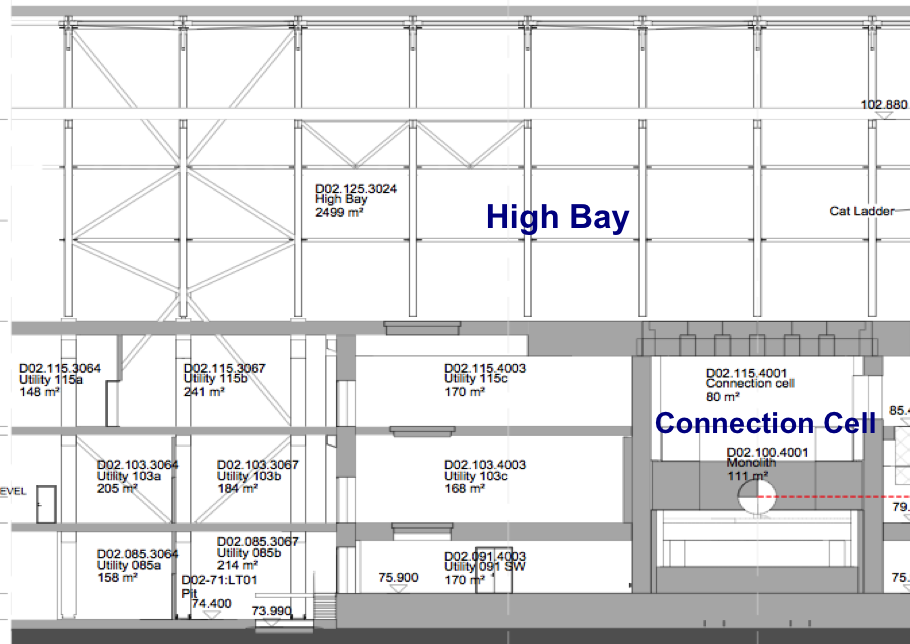 102.880
D02.125.3024
High Bay
2499 m²
High Bay
Cat Ladder
D02.115.3064
Utility 115a
148 m²
D02.115.3067
Utility 115b
241 m²
D02.115.4003
Utility 115c
170 m²
D02.115.4001
Connection cell
80 m²
85.4
Connection Cell
D02.103.3064
Utility 103a
205 m²
D02.103.3067
Utility 103b
184 m²
D02.103.4003
Utility 103c
168 m²
D02.100.4001
Monolith
111 m²
EVEL
79.
D02.085.3064
Utility 085a
158 m²
D02.085.3067
Utility 085b
214 m²
D02-71:LT01
Pit
74.400
73.990
75.900
D02.091.4003
Utility 091 SW
170 m²
75.